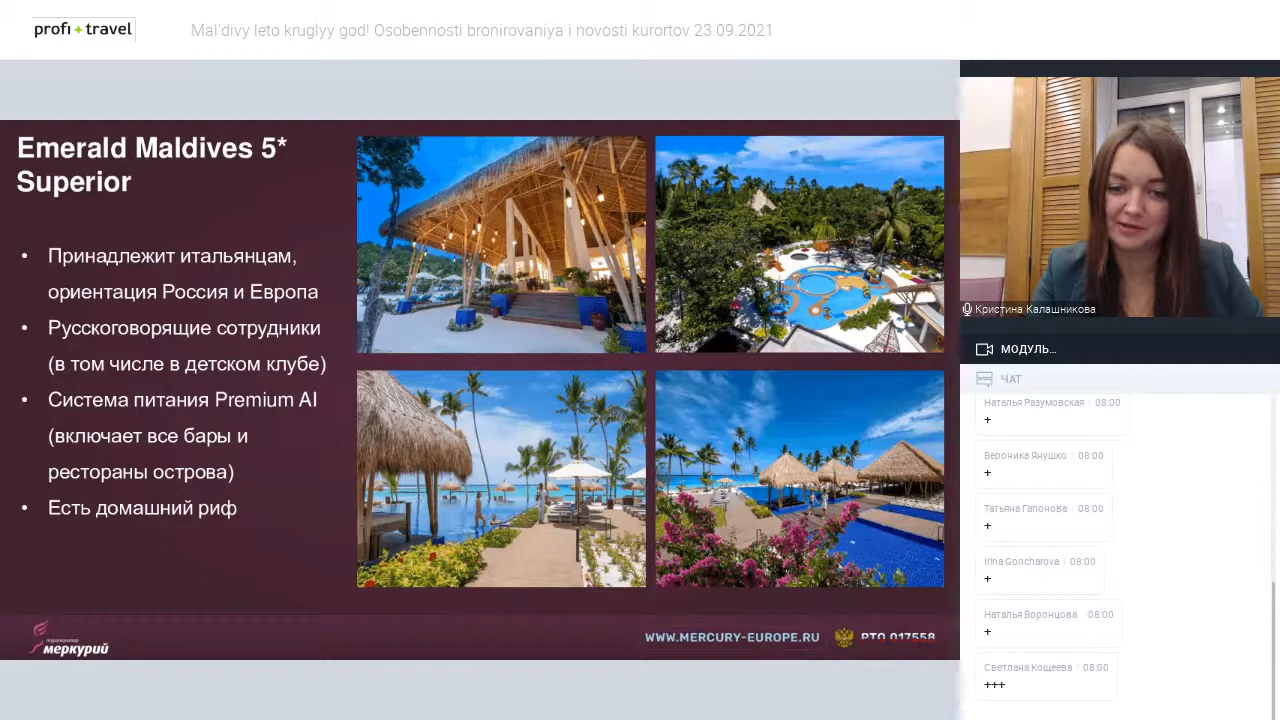 profi + travel
Mal'divy leto kruglyy god! Osobennosti bronirovaniya i novosti kurortov 23.09.2021
Emerald Maldives 5*
Superior
• Принадлежит итальянцам,
ориентация Россия и Европа
• Русскоговорящие сотрудники
(в том числе в детском клубе)
• Система питания Premium AI
(включает все бары и
рестораны острова)
• Есть домашний риф
туроператор
меркурий
WWW.MERCURY-EUROPE.RU
РТО 017558
Кристина Калашникова
МОДУЛЬ...
ЧАТ
Наталья Разумовская 08:00
+
Вероника Янушко 08:00
+
Татьяна Гапонова 08:00
+
Irina Goncharova 08:00
+
Наталья Воронцова 08:00
+
Светлана Кощеева 08:00
+++